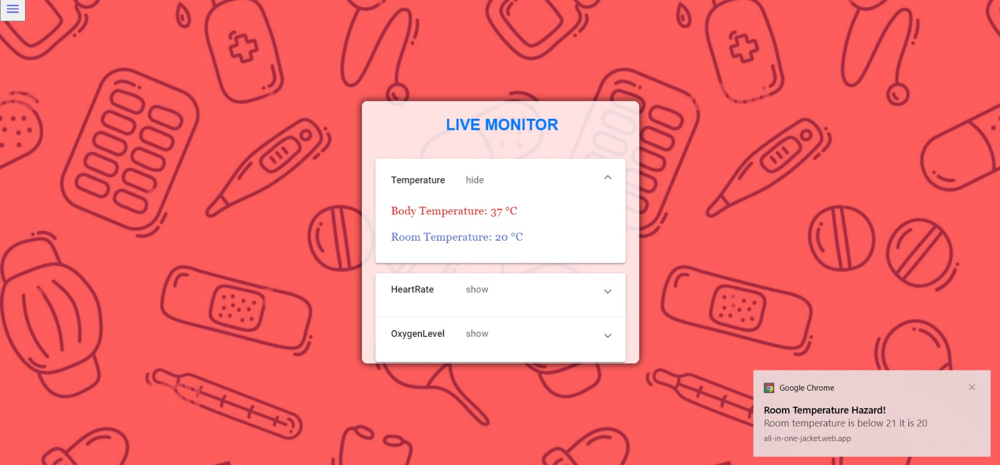 LIVE MONITOR
Temperature hide
Body Temperature: 37 °C
Room Temperature: 20 °C
HeartRate show
OxygenLevel show
Google Chrome
Room Temperature Hazard!
Room temperature is below 21 it is 20
all-in-one-jacket.web.app